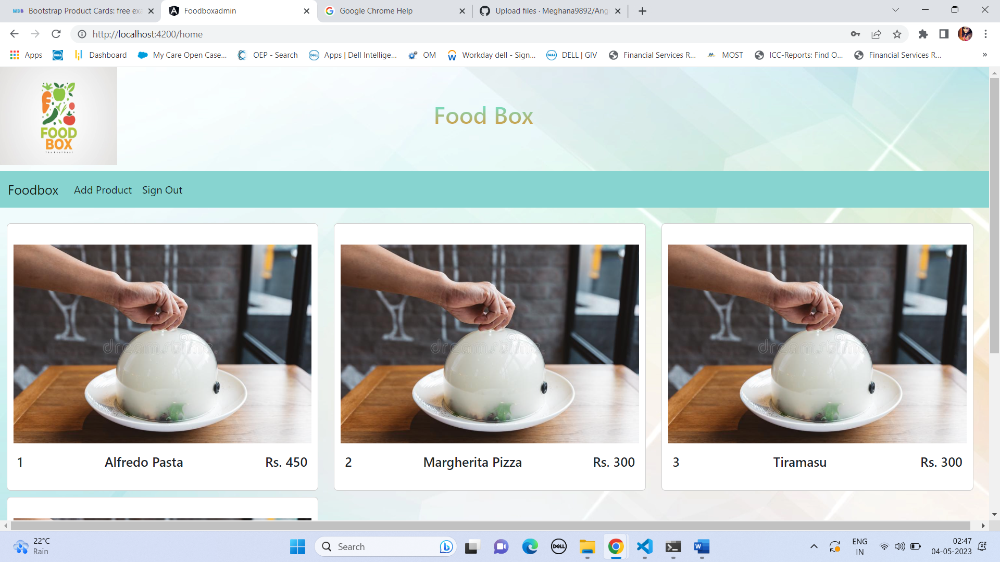 Bootstrap Product Cards: free exa
Foodboxadmin
Google Chrome Help
Upload files · Meghana9892/Ang
http://localhost:4200/home
Apps
Dashboard
My Care Open Case...
OEP - Search
Apps | Dell Intellige...
OM
Workday dell - Sign...
DELL | GIV
Financial Services R...
MOST
ICC-Reports: Find O...
Financial Services R...
»
FOOD
BOX
Food Box
Foodbox
Add Product
Sign Out
dreamstime
dreamstime
dreamstime
1 Alfredo Pasta Rs. 450
2 Margherita Pizza Rs. 300
3 Tiramasu Rs. 300
22°C
Rain
Search
DELL
ENG
IN
02:47
04-05-2023